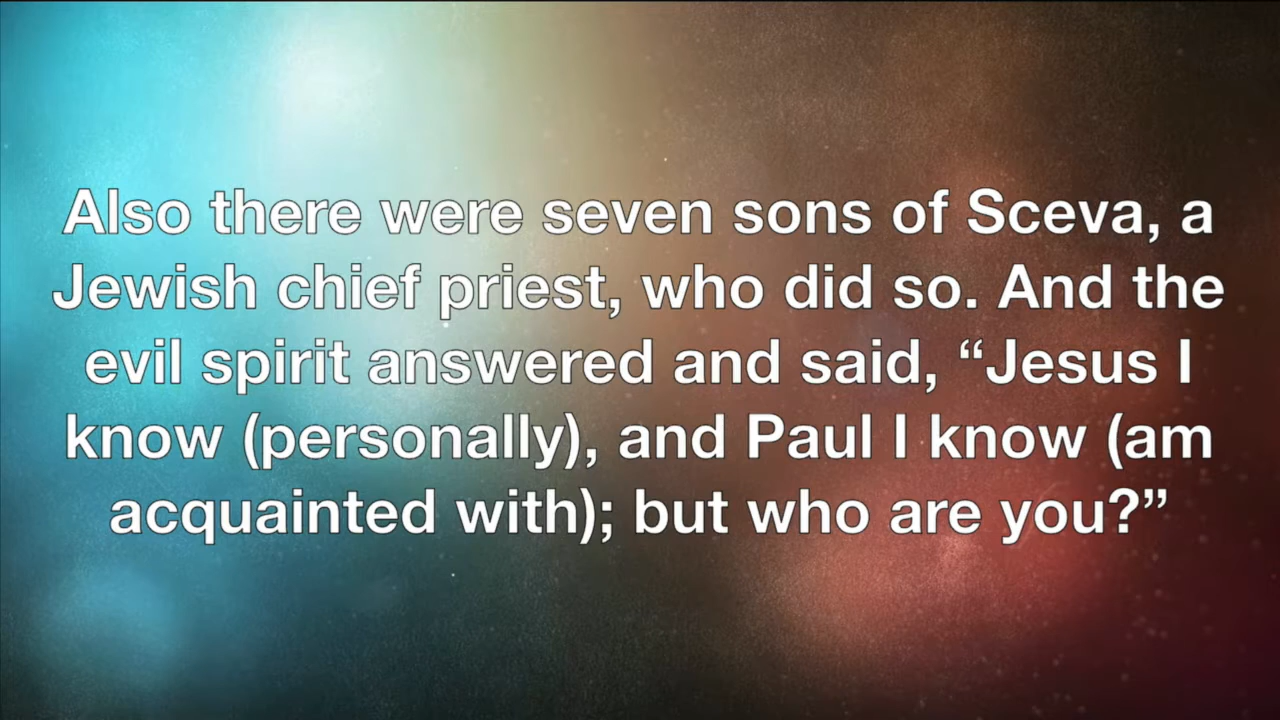 Also there were seven sons of Sceva, a
Jewish chief priest, who did so. And the
evil spirit answered and said, “Jesus I
know (personally), and Paul I know (am
acquainted with); but who are you?”